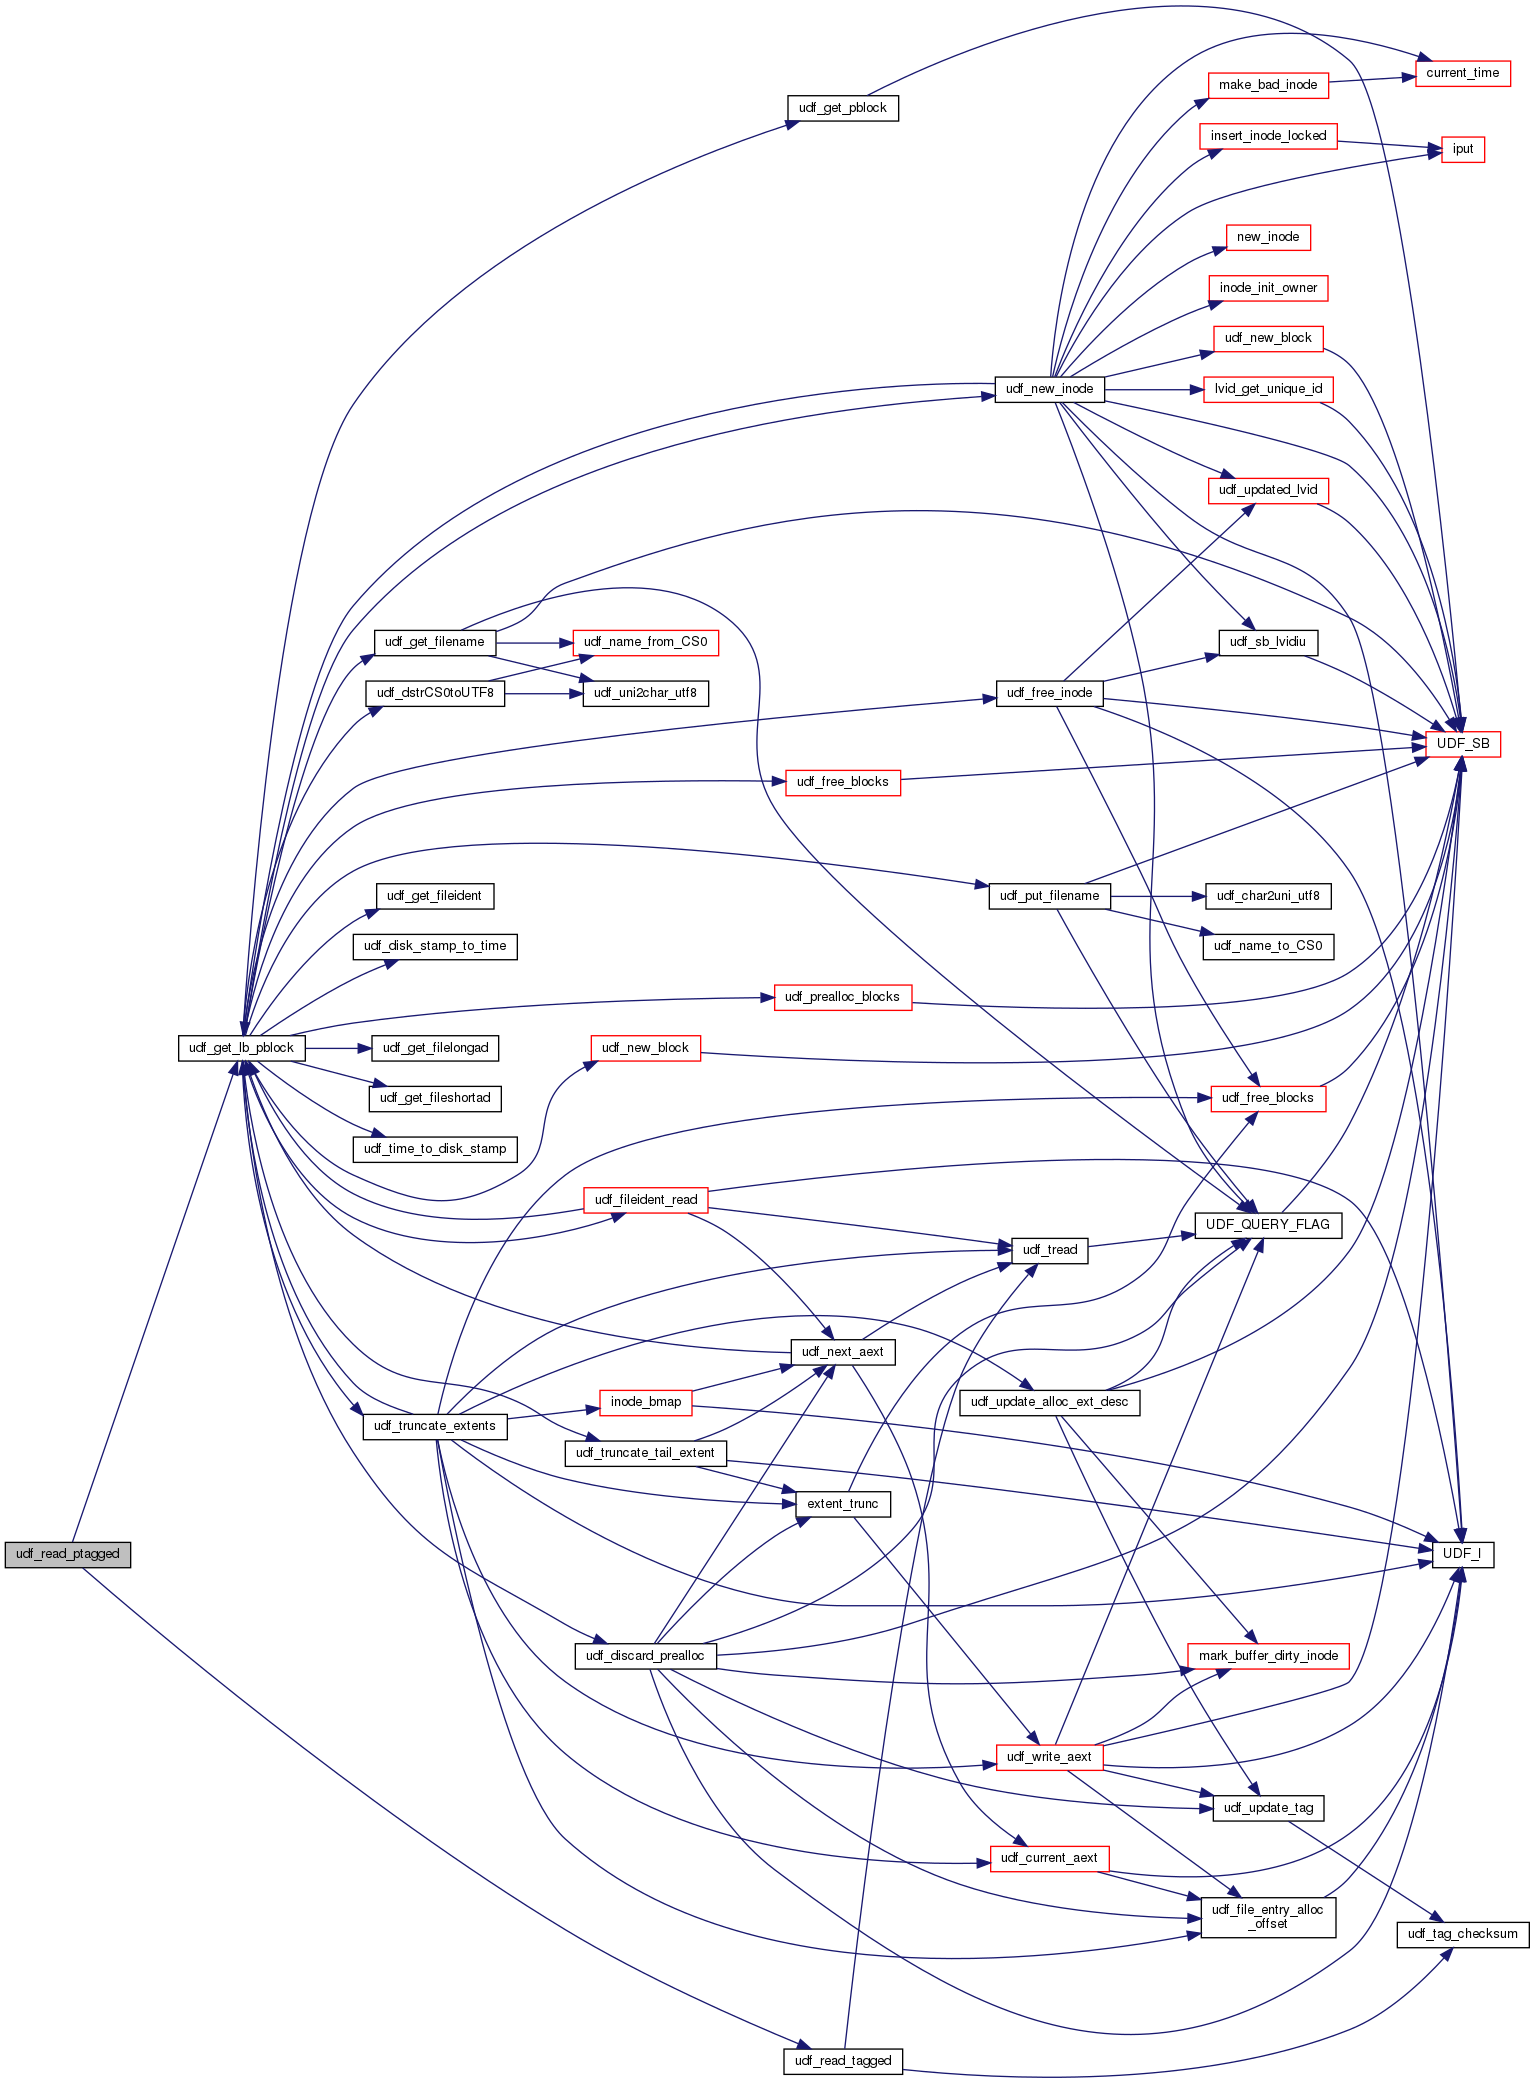 udf_get_pblock
current_time
make_bad_inode
insert_inode_locked
iput
new_inode
inode_init_owner
udf_new_block
udf_new_inode
lvid_get_unique_id
udf_updated_lvid
udf_get_filename
udf_name_from_CS0
udf_sb_lvidiu
udf_dstrCS0toUTF8
udf_uni2char_utf8
udf_free_inode
UDF_SB
udf_free_blocks
udf_get_fileident
udf_put_filename
udf_char2uni_utf8
udf_disk_stamp_to_time
udf_name_to_CS0
udf_prealloc_blocks
udf_get_lb_pblock
udf_get_filelongad
udf_new_block
udf_get_fileshortad
udf_free_blocks
udf_time_to_disk_stamp
udf_fileident_read
UDF_QUERY_FLAG
udf_tread
udf_next_aext
inode_bmap
udf_update_alloc_ext_desc
udf_truncate_extents
udf_truncate_tail_extent
extent_trunc
udf_read_ptagged
UDF_I
udf_discard_prealloc
mark_buffer_dirty_inode
udf_write_aext
udf_update_tag
udf_current_aext
udf_file_entry_alloc
_offset
udf_tag_checksum
udf_read_tagged